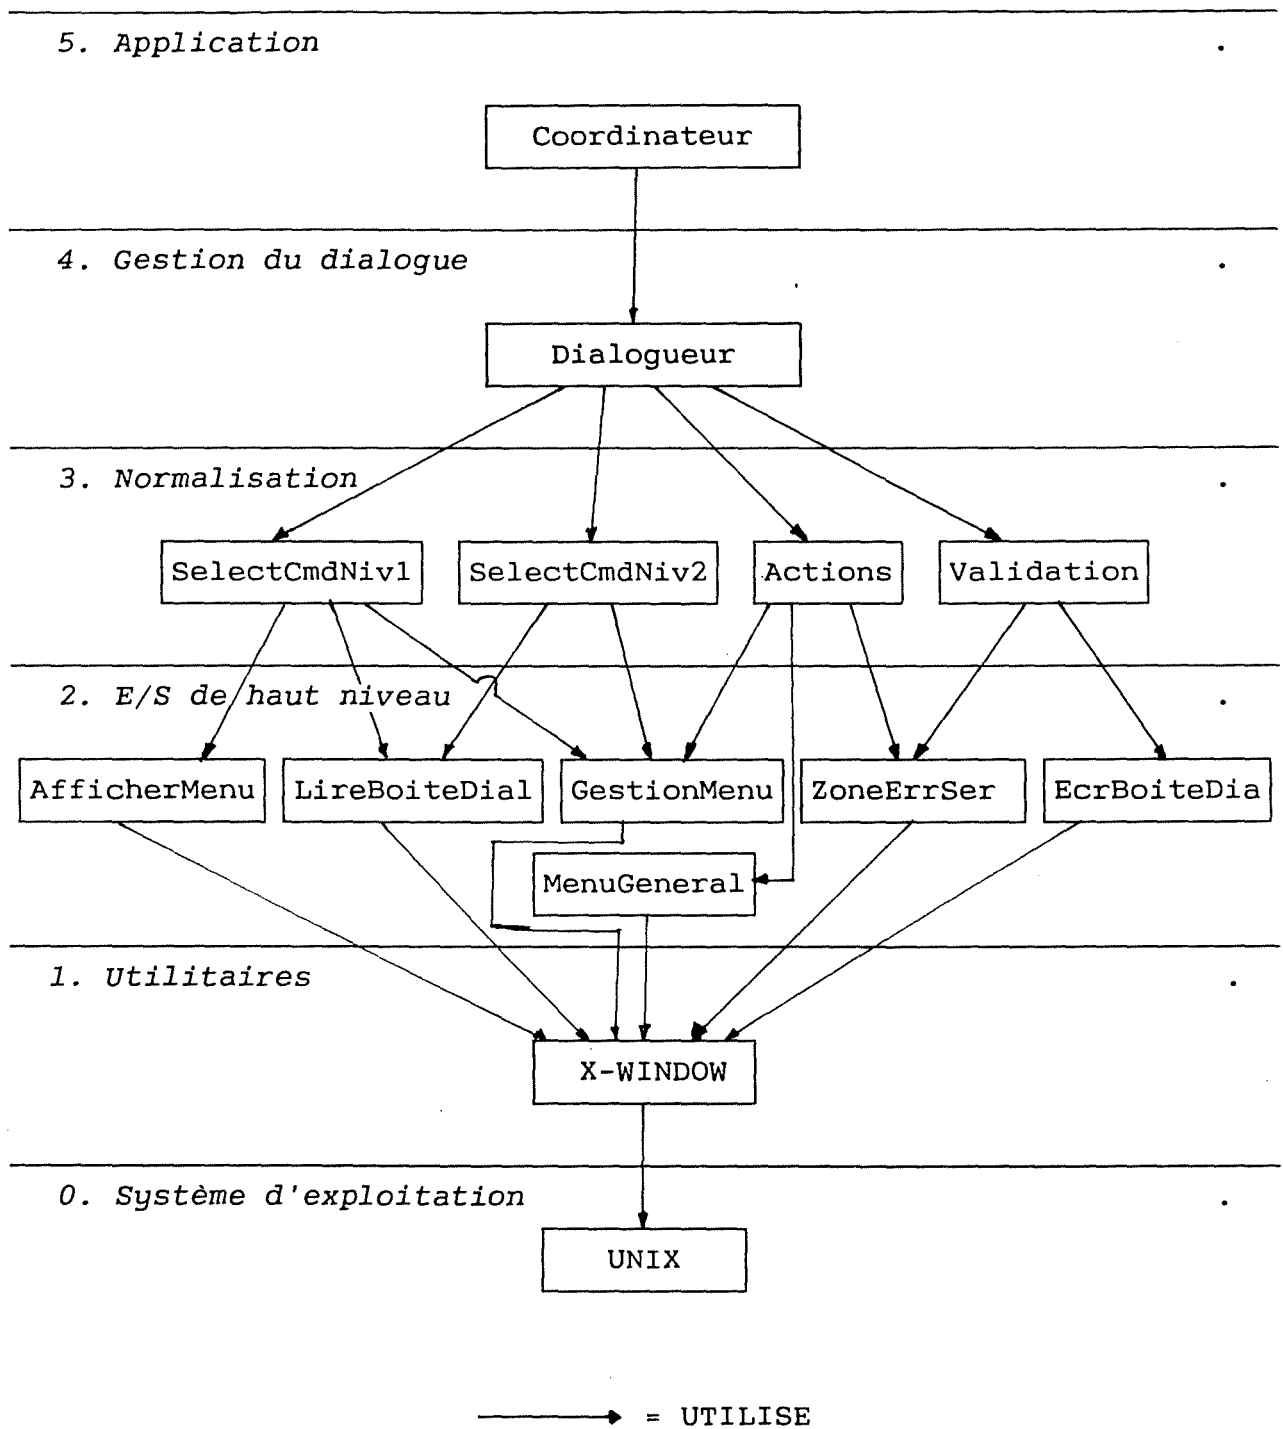 5. Application
Coordinateur
4. Gestion du dialogue
Dialogueur
3. Normalisation
SelectCmdNiv1
SelectCmdNiv2
Actions
Validation
2. E/S de haut niveau
AfficherMenu
LireBoiteDial
GestionMenu
ZoneErrSer
EcrBoiteDia
MenuGeneral
1. Utilitaires
X-WINDOW
0. Système d'exploitation
UNIX
= UTILISE